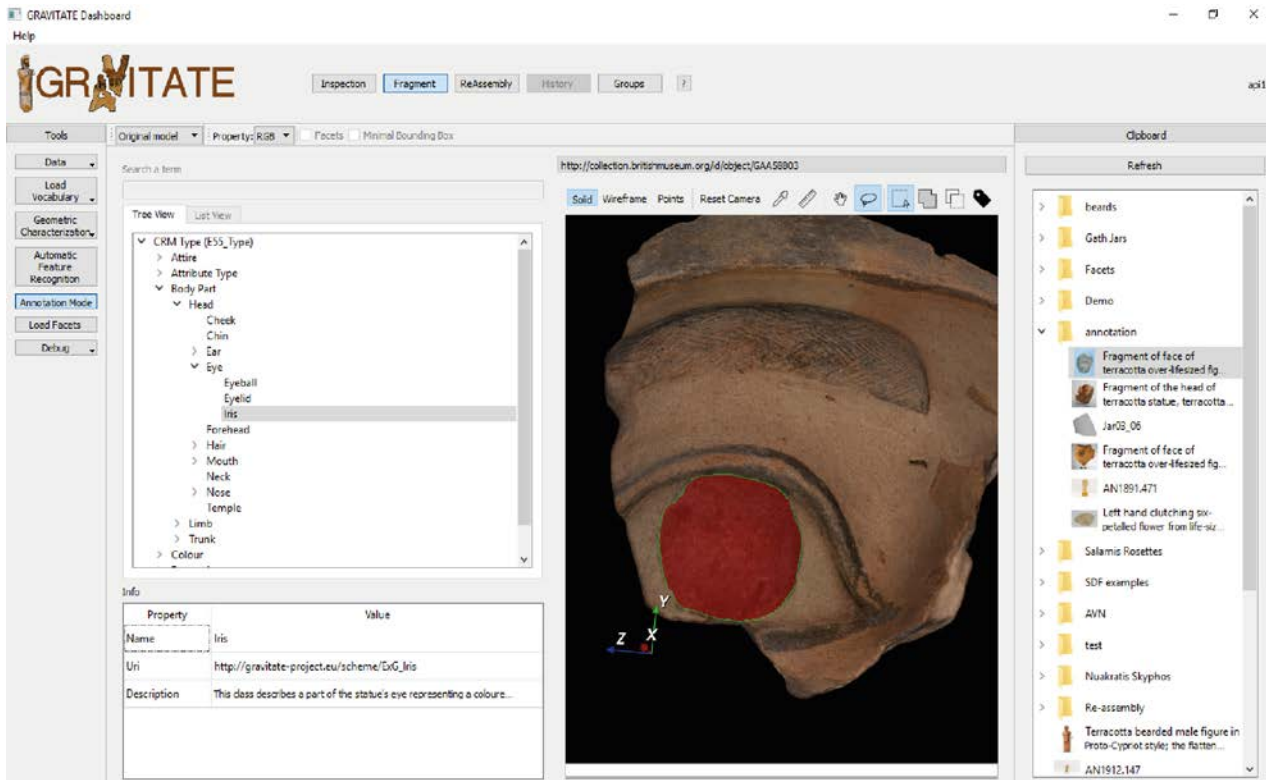 GRAVITATE Dashboard
Help
GRAVITATE
Inspection Fragment ReAssembly History Groups ?
api1
Tools
Original model Property: RGB Facets Minimal Bounding Box
Clipboard
Data
Load
Vocabulary
Geometric
Characterization
Automatic
Feature
Recognition
Annotation Mode
Load Facets
Debug
Search a term
Tree View List View
CRM Type (E55_Type)
Attire
Attribute Type
Body Part
Head
Cheek
Chin
Ear
Eye
Eyeball
Eyelid
Iris
Forehead
Hair
Mouth
Neck
Nose
Temple
Limb
Trunk
Colour
Info
Property Value
Name Iris
Uri http://gravitate-project.eu/scheme/ExG_Iris
Description This class describes a part of the statue's eye representing a coloure...
http://collection.britishmuseum.org/id/object/GAA58803
Solid Wireframe Points Reset Camera
Y
Z X
Refresh
beards
Gath Jars
Facets
Demo
annotation
Fragment of face of
terracotta over-lifesized fig...
Fragment of the head of
terracotta statue, terracotta...
Jar03_06
Fragment of face of
terracotta over-lifesized fig...
AN1891.471
Left hand clutching six-
petalled flower from life-siz...
Salamis Rosettes
SDF examples
AVN
test
Nuakratis Skyphos
Re-assembly
Terracotta bearded male figure in
Proto-Cypriot style; the flatten...
AN1912.147